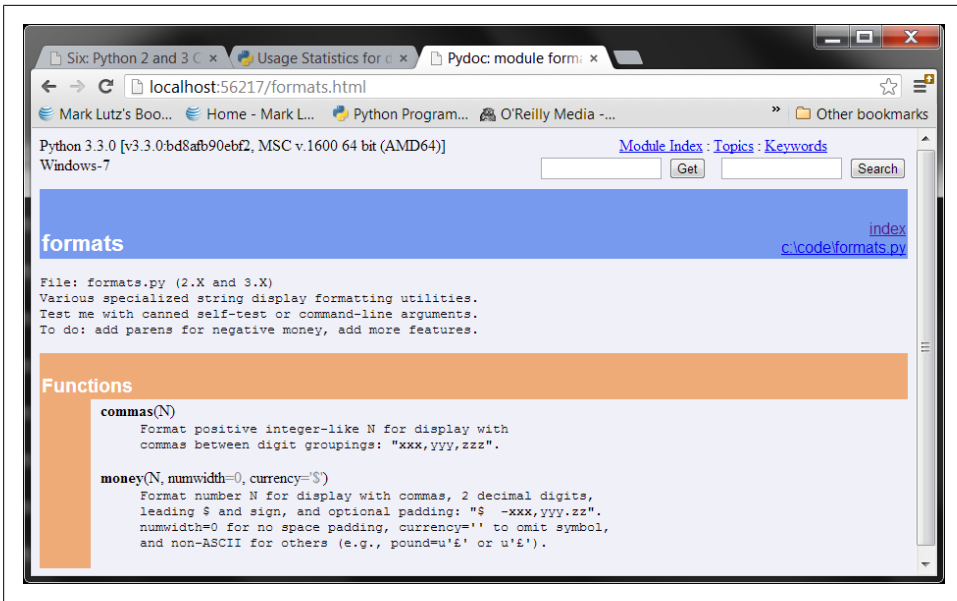 Six: Python 2 and 3 C
Usage Statistics for d
Pydoc: module forma
localhost:56217/formats.html
Mark Lutz's Boo... Home - Mark L... Python Program... O'Reilly Media -... » Other bookmarks
Python 3.3.0 [v3.3.0:bd8afb90ebf2, MSC v.1600 64 bit (AMD64)]
Windows-7
Module Index : Topics : Keywords
Get Search
formats
index
c:\code\formats.py
File: formats.py (2.X and 3.X)
Various specialized string display formatting utilities.
Test me with canned self-test or command-line arguments.
To do: add parens for negative money, add more features.
Functions
commas(N)
Format positive integer-like N for display with
commas between digit groupings: "xxx,yyy,zzz".
money(N, numwidth=0, currency='$')
Format number N for display with commas, 2 decimal digits,
leading $ and sign, and optional padding: "$  -xxx,yyy.zz".
numwidth=0 for no space padding, currency='' to omit symbol,
and non-ASCII for others (e.g., pound=u'£' or u'£').